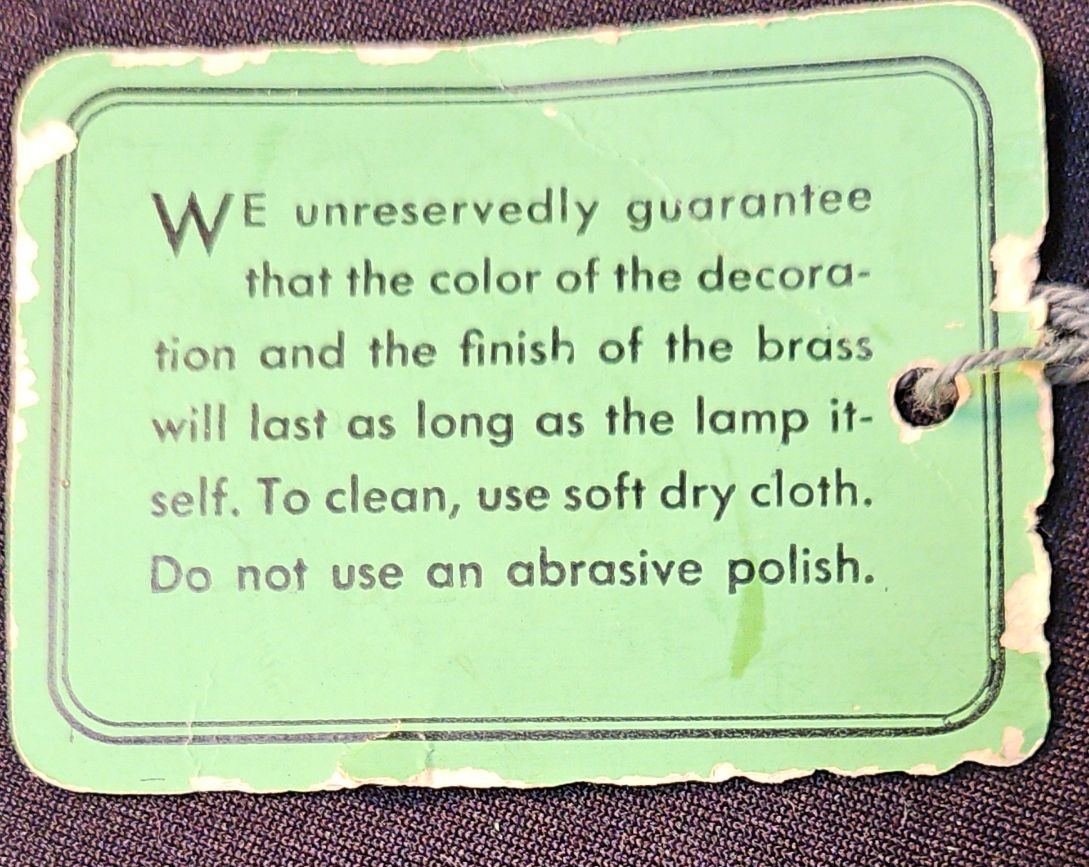 WE unreservedly guarantee
that the color of the decora-
tion and the finish of the brass
will last as long as the lamp it-
self. To clean, use soft dry cloth.
Do not use an abrasive polish.